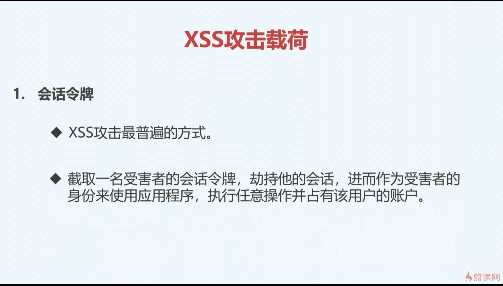 XSS攻击载荷
1. 会话令牌
◆ XSS攻击最普遍的方式。
◆ 截取一名受害者的会话令牌，劫持他的会话，进而作为受害者的
身份来使用应用程序，执行任意操作并占有该用户的账户。
易读网